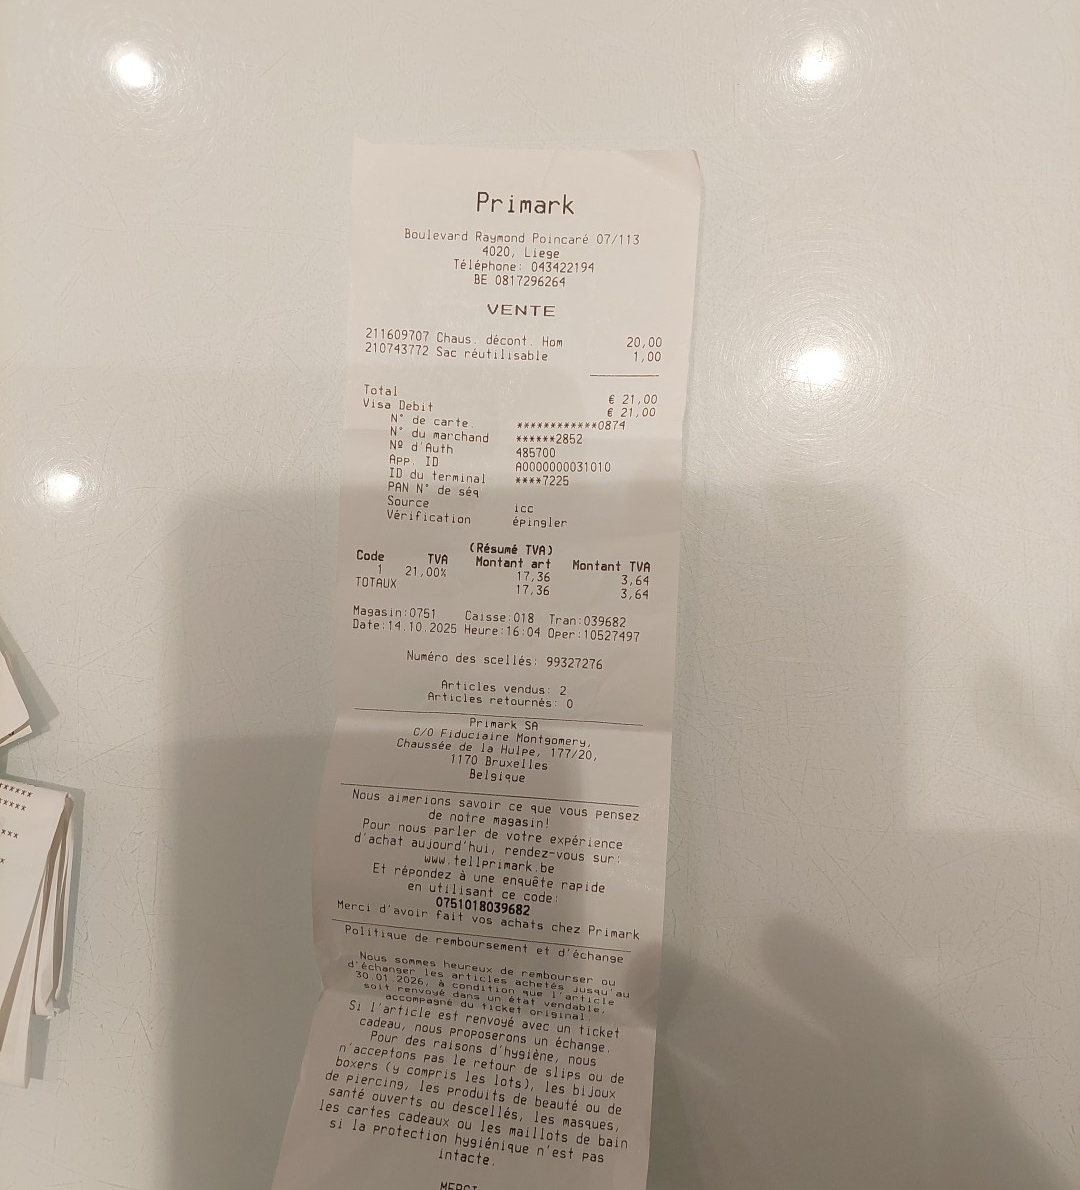 Primark
Boulevard Raymond Poincaré 07/113
4020, Liege
Téléphone: 043422194
BE 0817296264
VENTE
211609707 Chaus. décont. Hom 20,00
210743772 Sac réutilisable 1,00
Total € 21,00
Visa Debit € 21,00
N° de carte. ************0874
N° du marchand ******2852
Nº d'Auth 485700
App. ID A0000000031010
ID du terminal ****7225
PAN N° de séq
Source icc
Vérification épingler
(Résumé TVA)
Code TVA Montant art Montant TVA
1 21,00% 17,36 3,64
TOTAUX 17,36 3,64
Magasin:0751 Caisse:018 Tran:039682
Date:14.10.2025 Heure:16:04 Oper:10527497
Numéro des scellés: 99327276
Articles vendus: 2
Articles retournés: 0
Primark SA
C/O Fiduciaire Montgomery,
Chaussée de la Hulpe, 177/20,
1170 Bruxelles
Belgique
Nous aimerions savoir ce que vous pensez
de notre magasin!
Pour nous parler de votre expérience
d'achat aujourd'hui, rendez-vous sur:
www.tellprimark.be
Et répondez à une enquête rapide
en utilisant ce code:
0751018039682
Merci d'avoir fait vos achats chez Primark
Politique de remboursement et d'échange
Nous sommes heureux de rembourser ou
d'échanger les articles achetés jusqu'au
30.01.2026, à condition que l'article
soit renvoyé dans un état vendable,
accompagné du ticket original.
Si l'article est renvoyé avec un ticket
cadeau, nous proposerons un échange.
Pour des raisons d'hygiène, nous
n'acceptons pas le retour de slips ou de
boxers (y compris les lots), les bijoux
de piercing, les produits de beauté ou de
santé ouverts ou descellés, les masques,
les cartes cadeaux ou les maillots de bain
si la protection hygiénique n'est pas
intacte.
MERCI